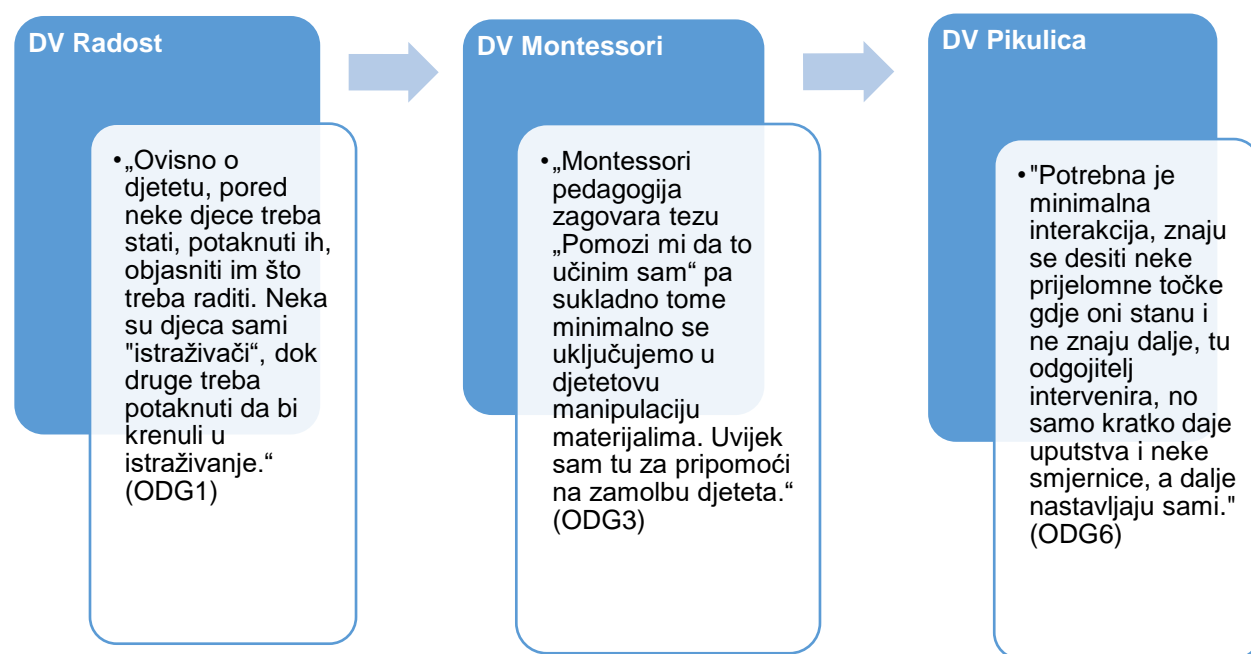 DV Radost
•„Ovisno o
djetetu, pored
neke djece treba
stati, potaknuti ih,
objasniti im što
treba raditi. Neka
su djeca sami
"istraživači“, dok
druge treba
potaknuti da bi
krenuli u
istraživanje.“
(ODG1)
DV Montessori
•„Montessori
pedagogija
zagovara tezu
„Pomozi mi da to
učinim sam“ pa
sukladno tome
minimalno se
uključujemo u
djetetovu
manipulaciju
materijalima. Uvijek
sam tu za pripomoći
na zamolbu djeteta.“
(ODG3)
DV Pikulica
•"Potrebna je
minimalna
interakcija, znaju
se desiti neke
prijelomne točke
gdje oni stanu i
ne znaju dalje, tu
odgojitelj
intervenira, no
samo kratko daje
uputstva i neke
smjernice, a dalje
nastavljaju sami."
(ODG6)